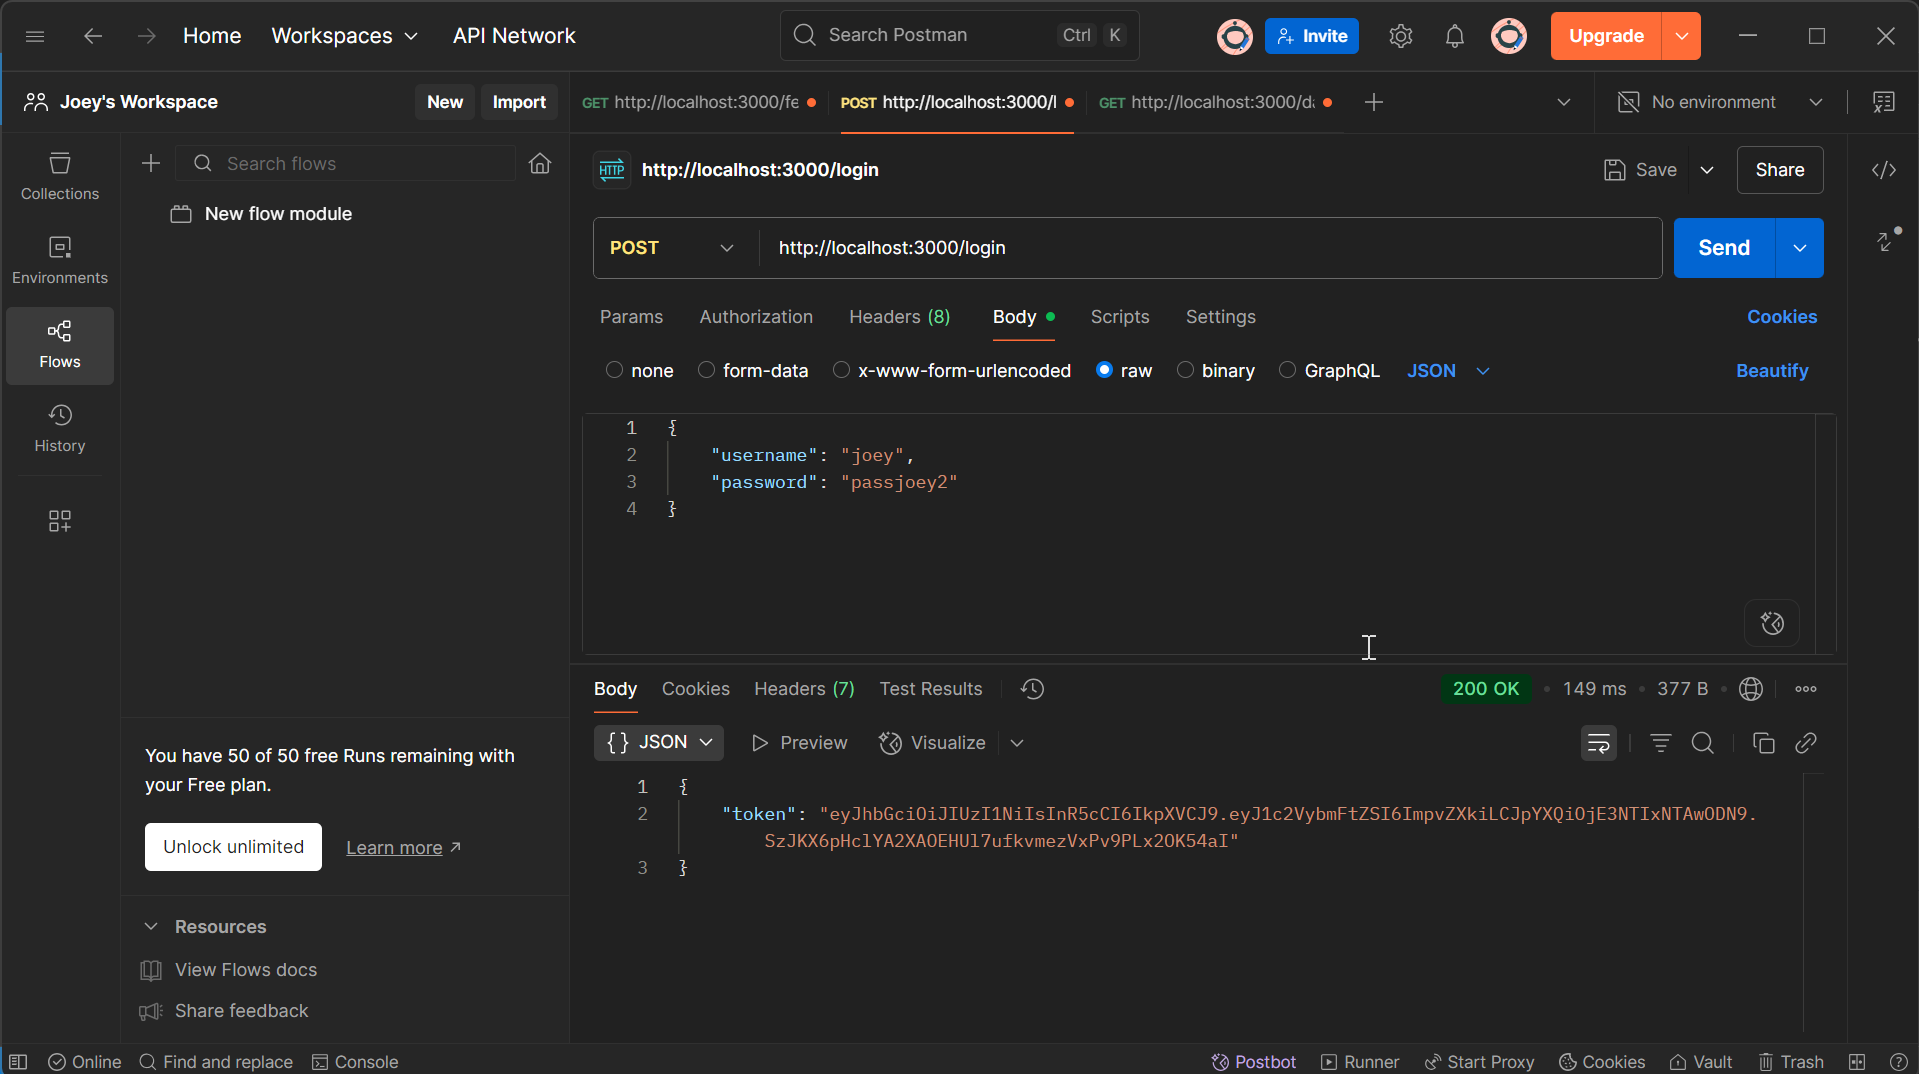 Home Workspaces API Network Search Postman Ctrl K Invite Upgrade
Joey's Workspace New Import
GET http://localhost:3000/fe POST http://localhost:3000/l GET http://localhost:3000/d No environment
Search flows
New flow module
Collections
Environments
Flows
History
HTTP http://localhost:3000/login Save Share
POST http://localhost:3000/login Send
Params Authorization Headers (8) Body Scripts Settings Cookies
none form-data x-www-form-urlencoded raw binary GraphQL JSON Beautify
1 {
2 "username": "joey",
3 "password": "passjoey2"
4 }
Body Cookies Headers (7) Test Results 200 OK 149 ms 377 B
{} JSON Preview Visualize
1 {
2 "token": "eyJhbGciOiJIUzI1NiIsInR5cCI6IkpXVCJ9.eyJ1c2VybmFtZSI6ImpvZXkiLCJpYXQiOjE3NTIxNTAwODN9.
SzJKX6pHclYA2XAOEHUl7ufkvmezVxPv9PLx2OK54aI"
3 }
You have 50 of 50 free Runs remaining with
your Free plan.
Unlock unlimited Learn more
Resources
View Flows docs
Share feedback
Online Find and replace Console Postbot Runner Start Proxy Cookies Vault Trash